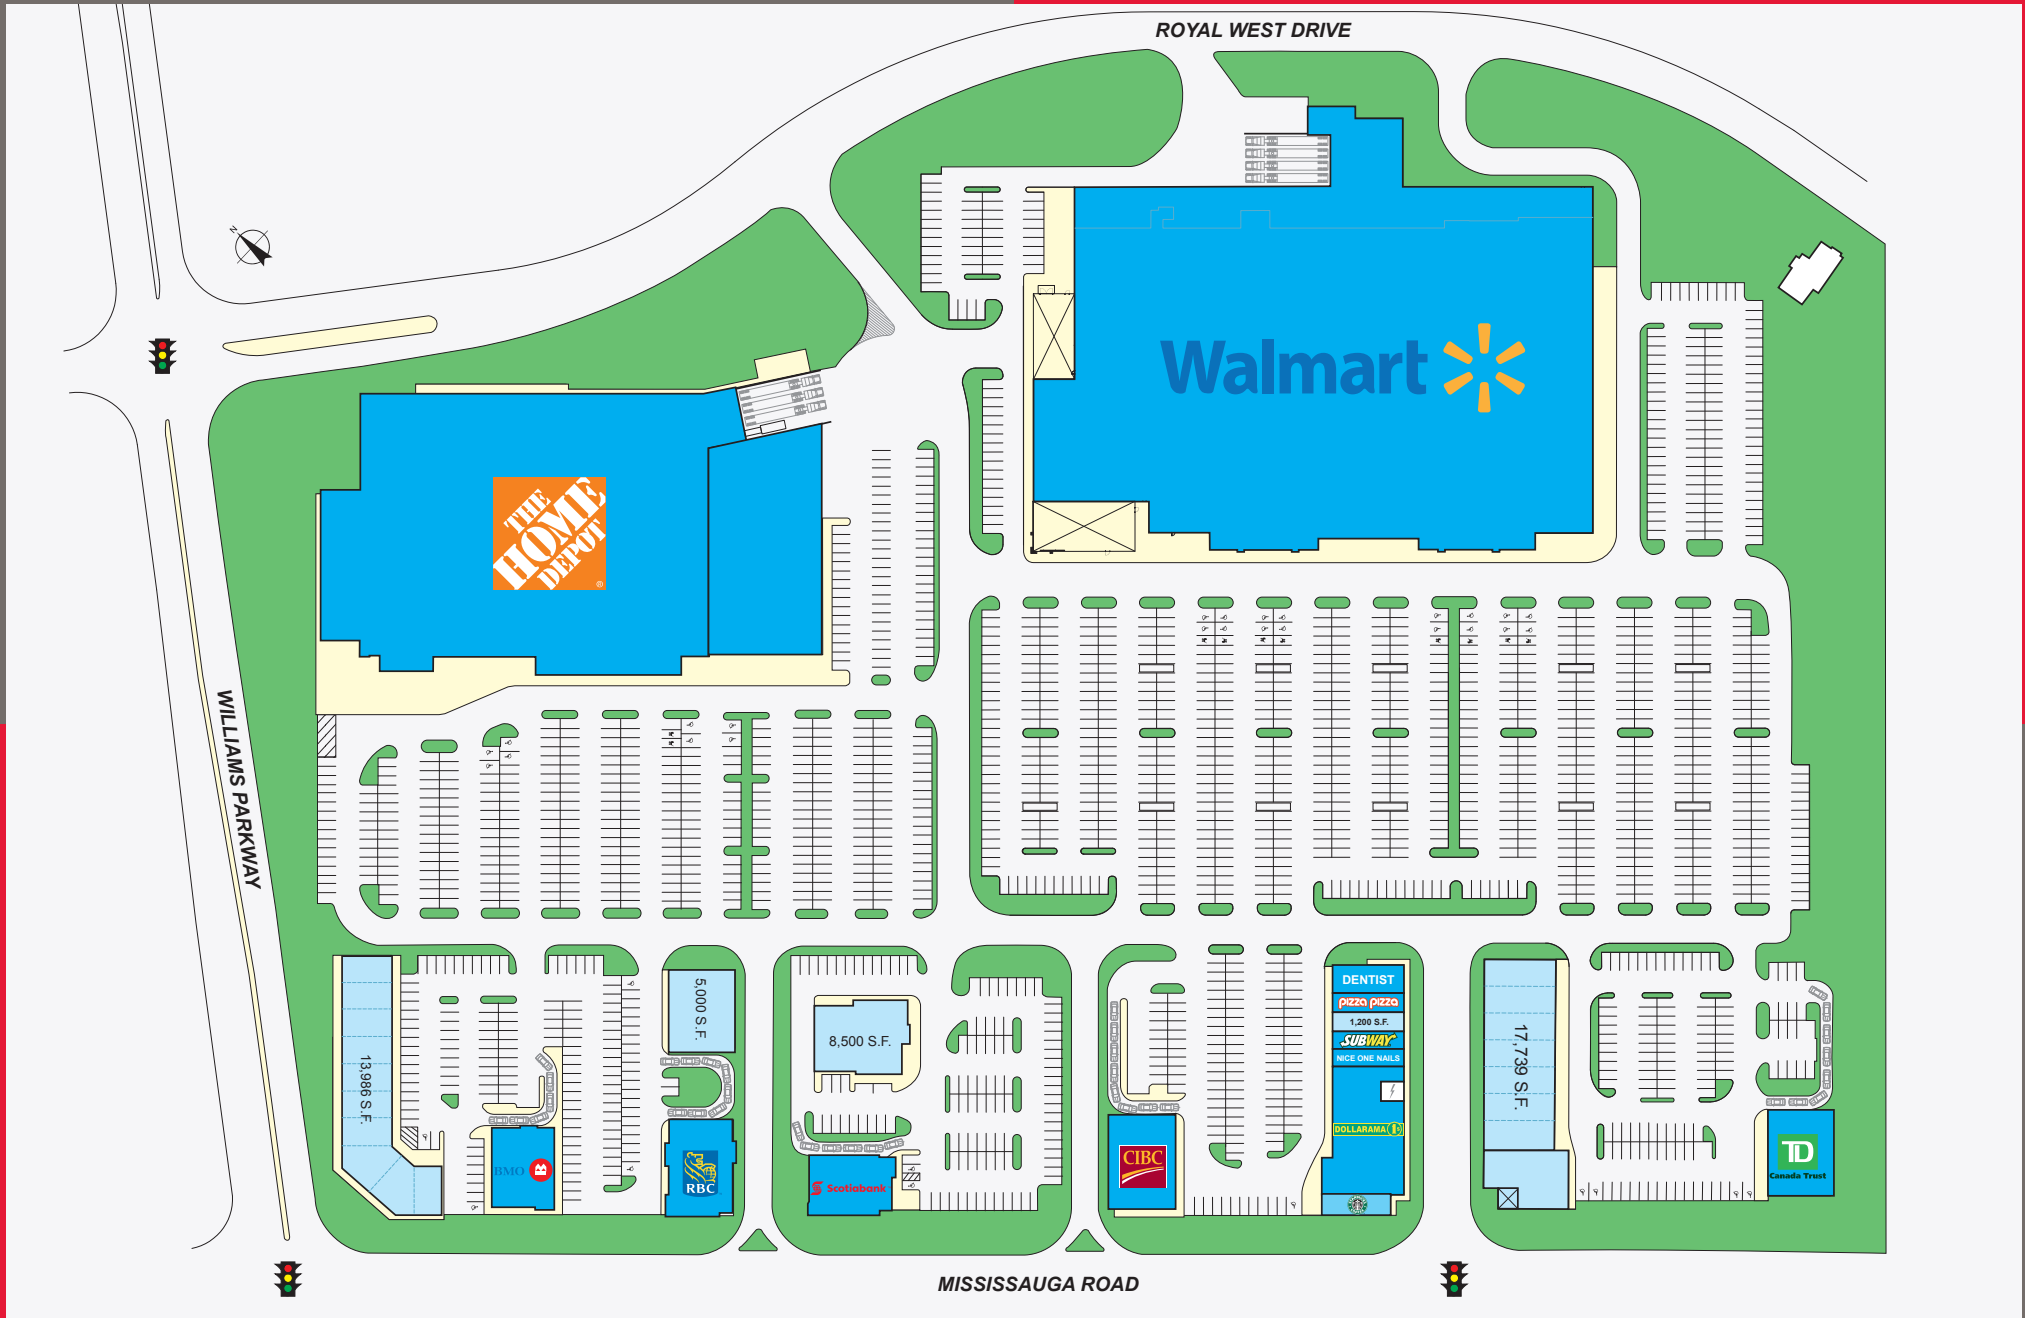 ROYAL WEST DRIVE
N
Walmart
THE
HOME
DEPOT
®
WILLIAMS PARKWAY
13,986 S.F.
5,000 S.F.
8,500 S.F.
DENTIST
pizza pizza
1,200 S.F.
SUBWAY
NICE ONE NAILS
DOLLARAMA
17,739 S.F.
BMO
RBC
Scotiabank
CIBC
TD
Canada Trust
MISSISSAUGA ROAD